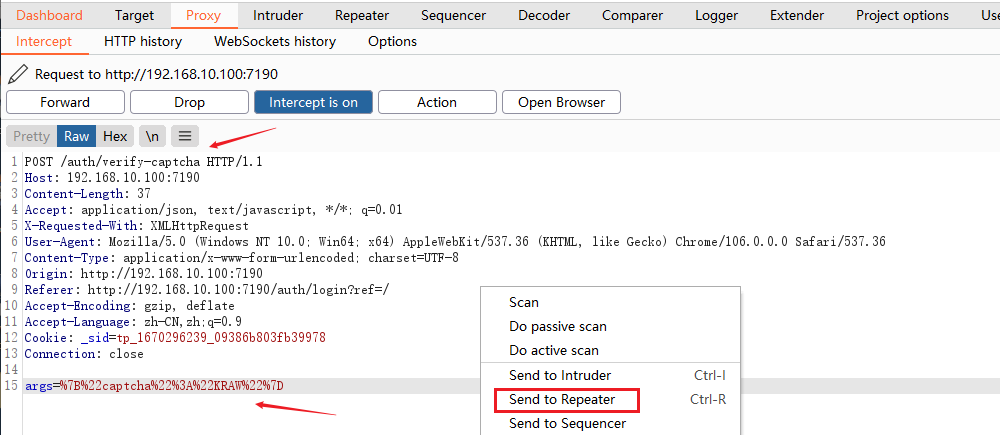 Dashboard Target Proxy Intruder Repeater Sequencer Decoder Comparer Logger Extender Project options Use
Intercept HTTP history WebSockets history Options
Request to http://192.168.10.100:7190
Forward Drop Intercept is on Action Open Browser
Pretty Raw Hex \n
1 POST /auth/verify-captcha HTTP/1.1
2 Host: 192.168.10.100:7190
3 Content-Length: 37
4 Accept: application/json, text/javascript, */*; q=0.01
5 X-Requested-With: XMLHttpRequest
6 User-Agent: Mozilla/5.0 (Windows NT 10.0; Win64; x64) AppleWebKit/537.36 (KHTML, like Gecko) Chrome/106.0.0.0 Safari/537.36
7 Content-Type: application/x-www-form-urlencoded; charset=UTF-8
8 Origin: http://192.168.10.100:7190
9 Referer: http://192.168.10.100:7190/auth/login?ref=/
10 Accept-Encoding: gzip, deflate
11 Accept-Language: zh-CN,zh;q=0.9
12 Cookie: _sid=tp_1670296239_09386b803fb39978
13 Connection: close
14
15 args=%7B%22captcha%22%3A%22KRAW%22%7D
Scan
Do passive scan
Do active scan
Send to Intruder Ctrl-I
Send to Repeater Ctrl-R
Send to Sequencer